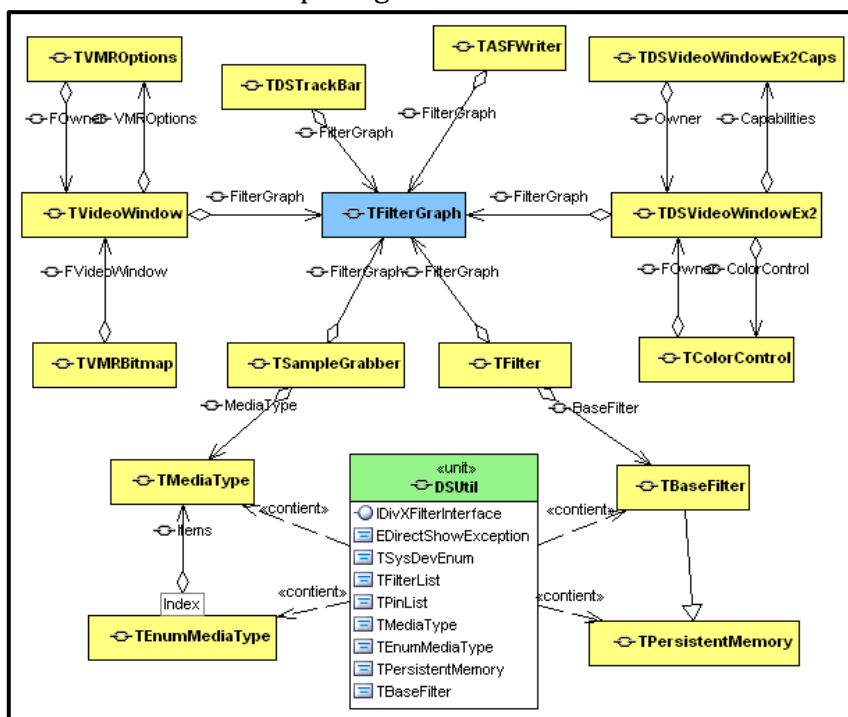 TVMROptions
TASFWriter
TDSVideoWindowEx2Caps
TDSTrackBar
FOwner
VMROptions
FilterGraph
FilterGraph
Owner
Capabilities
TVideoWindow
FilterGraph
TFilterGraph
FilterGraph
TDSVideoWindowEx2
FVideoWindow
FilterGraph
FilterGraph
FOwner
ColorControl
TVMRBitmap
TSampleGrabber
TFilter
TColorControl
MediaType
BaseFilter
TMediaType
«unit»
DSUtil
TBaseFilter
«contient»
«contient»
Items
IDivXFilterInterface
EDirectShowException
TSysDevEnum
TFilterList
TPinList
TMediaType
TEnumMediaType
TPersistentMemory
TBaseFilter
«contient»
«contient»
Index
TEnumMediaType
TPersistentMemory